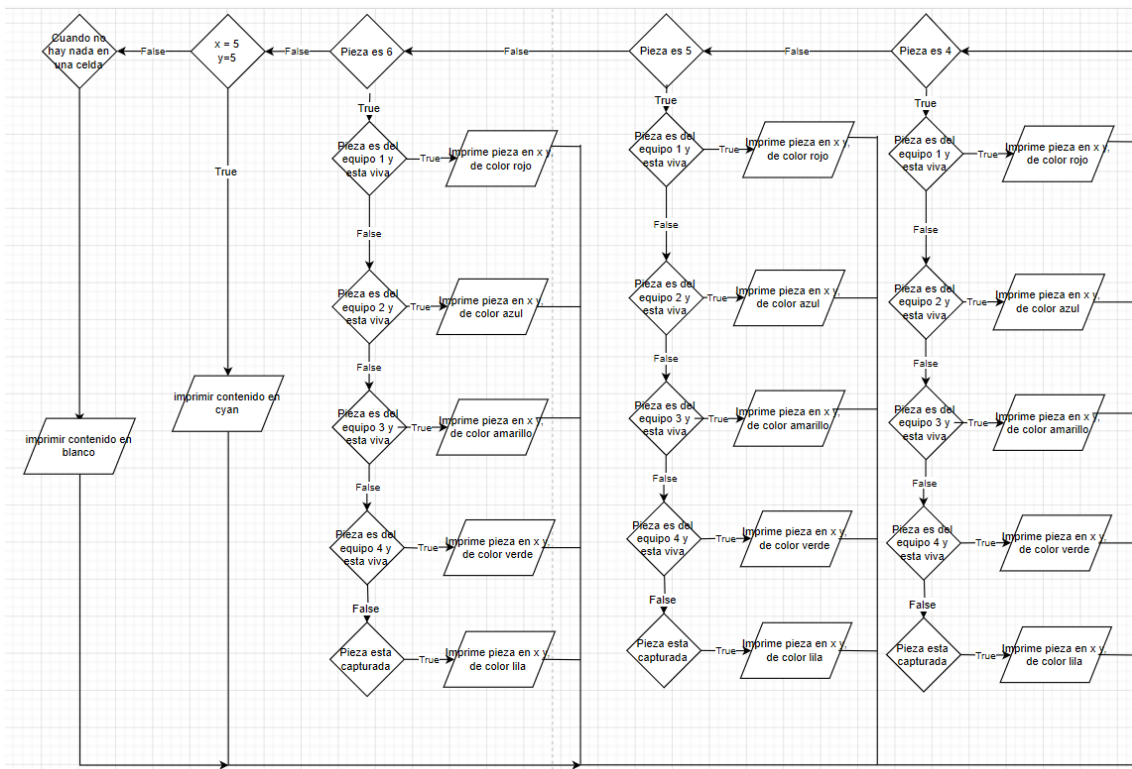 Cuando no
hay nada en
una celda
False
x = 5
y=5
False
Pieza es 6
False
Pieza es 5
False
Pieza es 4
True
True
True
True
Pieza es del
equipo 1 y
esta viva
True
Imprime pieza en x y,
de color rojo
Pieza es del
equipo 1 y
esta viva
True
Imprime pieza en x y,
de color rojo
Pieza es del
equipo 1 y
esta viva
True
Imprime pieza en x y,
de color rojo
False
False
False
Pieza es del
equipo 2 y
esta viva
True
Imprime pieza en x y,
de color azul
Pieza es del
equipo 2 y
esta viva
True
Imprime pieza en x y,
de color azul
Pieza es del
equipo 2 y
esta viva
True
Imprime pieza en x y,
de color azul
False
False
False
imprimir contenido en
blanco
imprimir contenido en
cyan
Pieza es del
equipo 3 y
esta viva
True
Imprime pieza en x y,
de color amarillo
Pieza es del
equipo 3 y
esta viva
True
Imprime pieza en x y,
de color amarillo
Pieza es del
equipo 3 y
esta viva
True
Imprime pieza en x y,
de color amarillo
False
False
False
Pieza es del
equipo 4 y
esta viva
True
Imprime pieza en x y,
de color verde
Pieza es del
equipo 4 y
esta viva
True
Imprime pieza en x y,
de color verde
Pieza es del
equipo 4 y
esta viva
True
Imprime pieza en x y,
de color verde
False
False
False
Pieza esta
capturada
True
Imprime pieza en x y,
de color lila
Pieza esta
capturada
True
Imprime pieza en x y,
de color lila
Pieza esta
capturada
True
Imprime pieza en x y,
de color lila